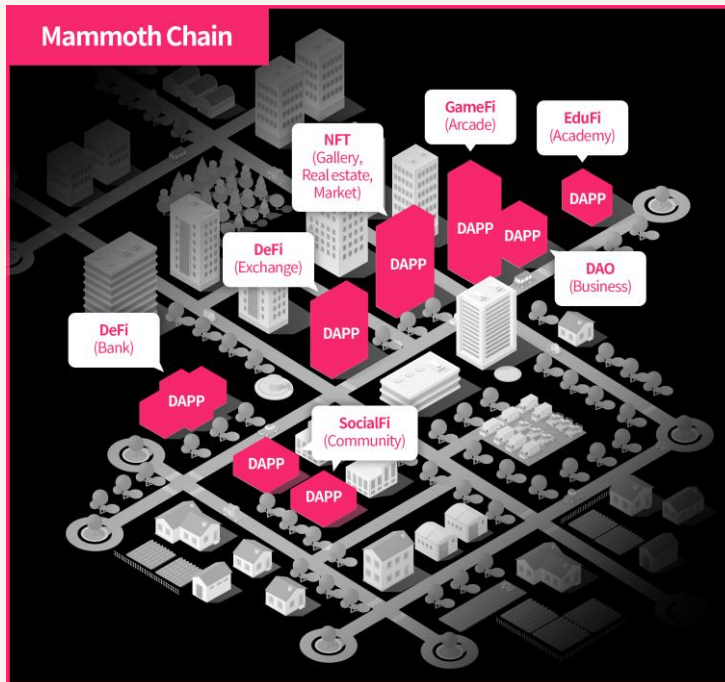 Mammoth Chain
GameFi
(Arcade)
EduFi
(Academy)
NFT
(Gallery,
Real estate,
Market)
DAPP
DAPP
DAPP
DAPP
DAO
(Business)
DeFi
(Exchange)
DAPP
DeFi
(Bank)
DAPP
SocialFi
(Community)
DAPP
DAPP